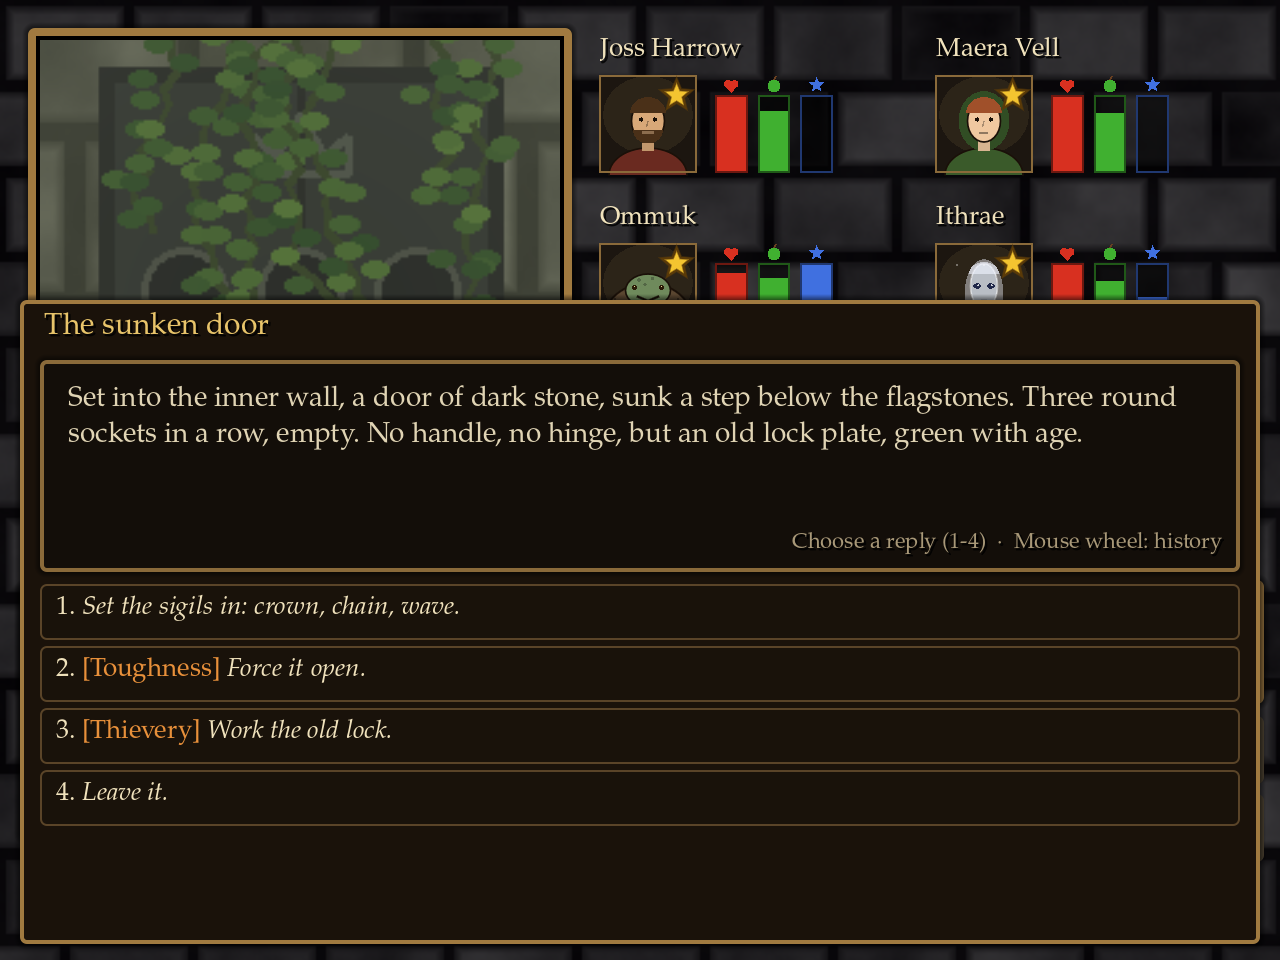 Joss Harrow
Maera Vell
Ommuk
Ithrae
The sunken door
Set into the inner wall, a door of dark stone, sunk a step below the flagstones. Three round
sockets in a row, empty. No handle, no hinge, but an old lock plate, green with age.
Choose a reply (1-4) · Mouse wheel: history
1. Set the sigils in: crown, chain, wave.
2. [Toughness] Force it open.
3. [Thievery] Work the old lock.
4. Leave it.